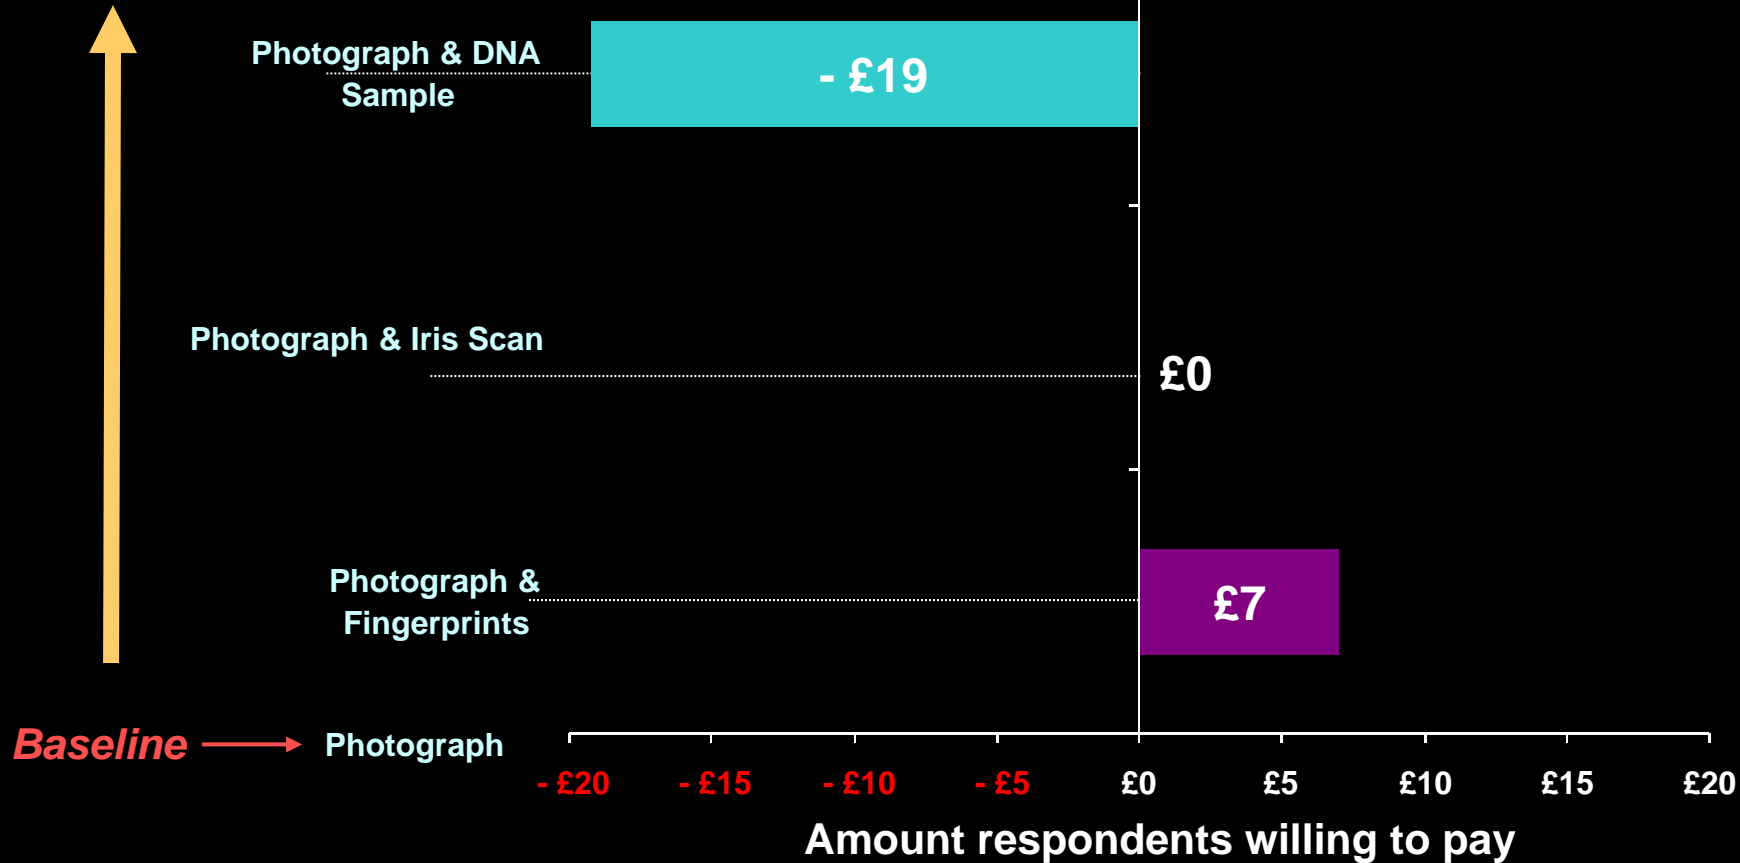 Photograph & DNA
Sample
- £19
Photograph & Iris Scan
£0
Photograph &
Fingerprints
£7
Baseline
Photograph
- £20 - £15 - £10 - £5 £0 £5 £10 £15 £20
Amount respondents willing to pay